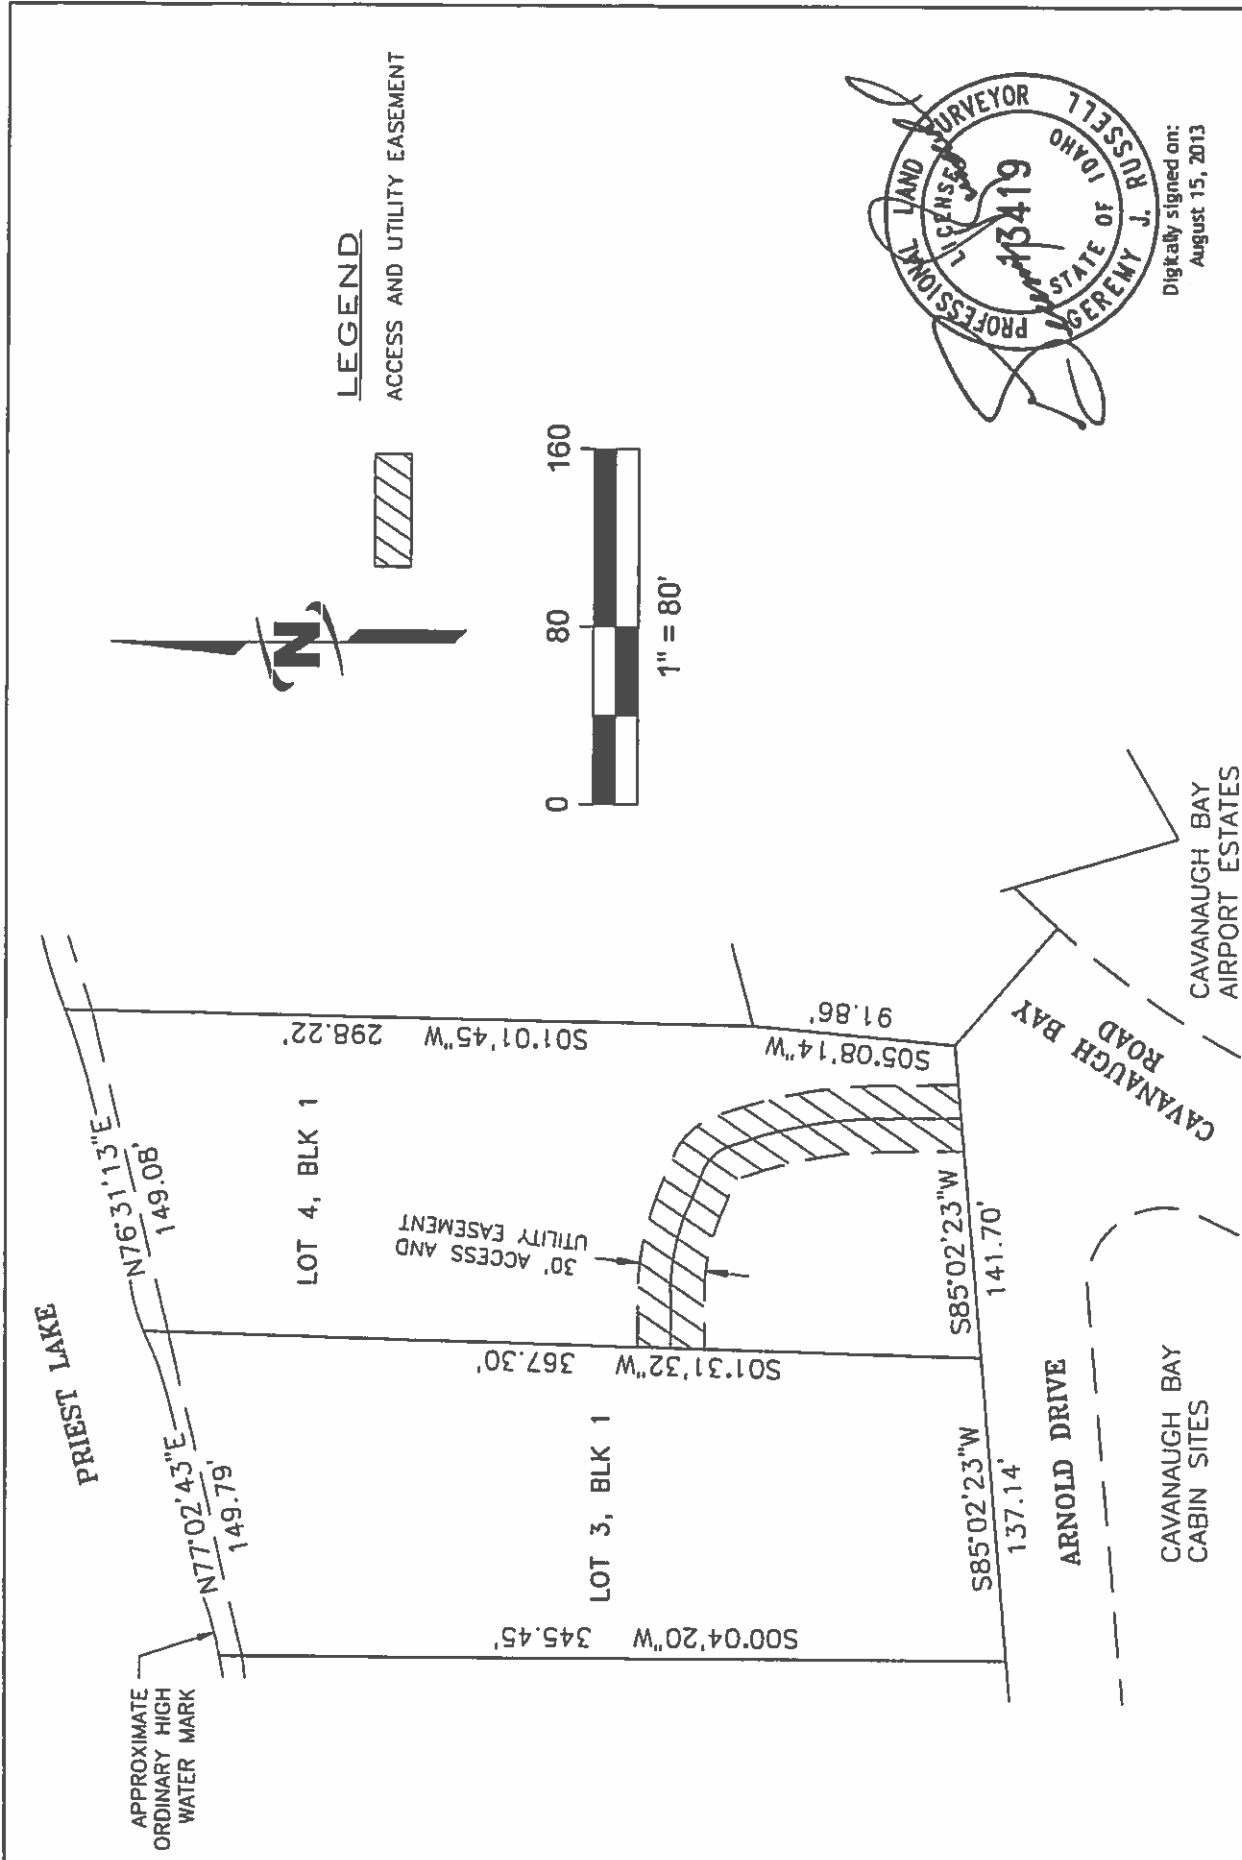 PRIEST LAKE
APPROXIMATE
ORDINARY HIGH
WATER MARK
N77°02'43"E
149.79'
N76°31'13"E
149.08'
S00°04'20"W 345.45'
LOT 3, BLK 1
S01°31'32"W 367.30'
LOT 4, BLK 1
30' ACCESS AND
UTILITY EASEMENT
S01°01'45"W 298.22'
S05°08'14"W
91.86'
S85°02'23"W
137.14'
S85°02'23"W
141.70'
ARNOLD DRIVE
CAVANAUGH BAY
ROAD
CAVANAUGH BAY
CABIN SITES
CAVANAUGH BAY
AIRPORT ESTATES
N
LEGEND
ACCESS AND UTILITY EASEMENT
0 80 160
1" = 80'
PROFESSIONAL LAND SURVEYOR
LICENSED
13419
STATE OF IDAHO
GEREMY J. RUSSELL
Digitally signed on:
August 15, 2013